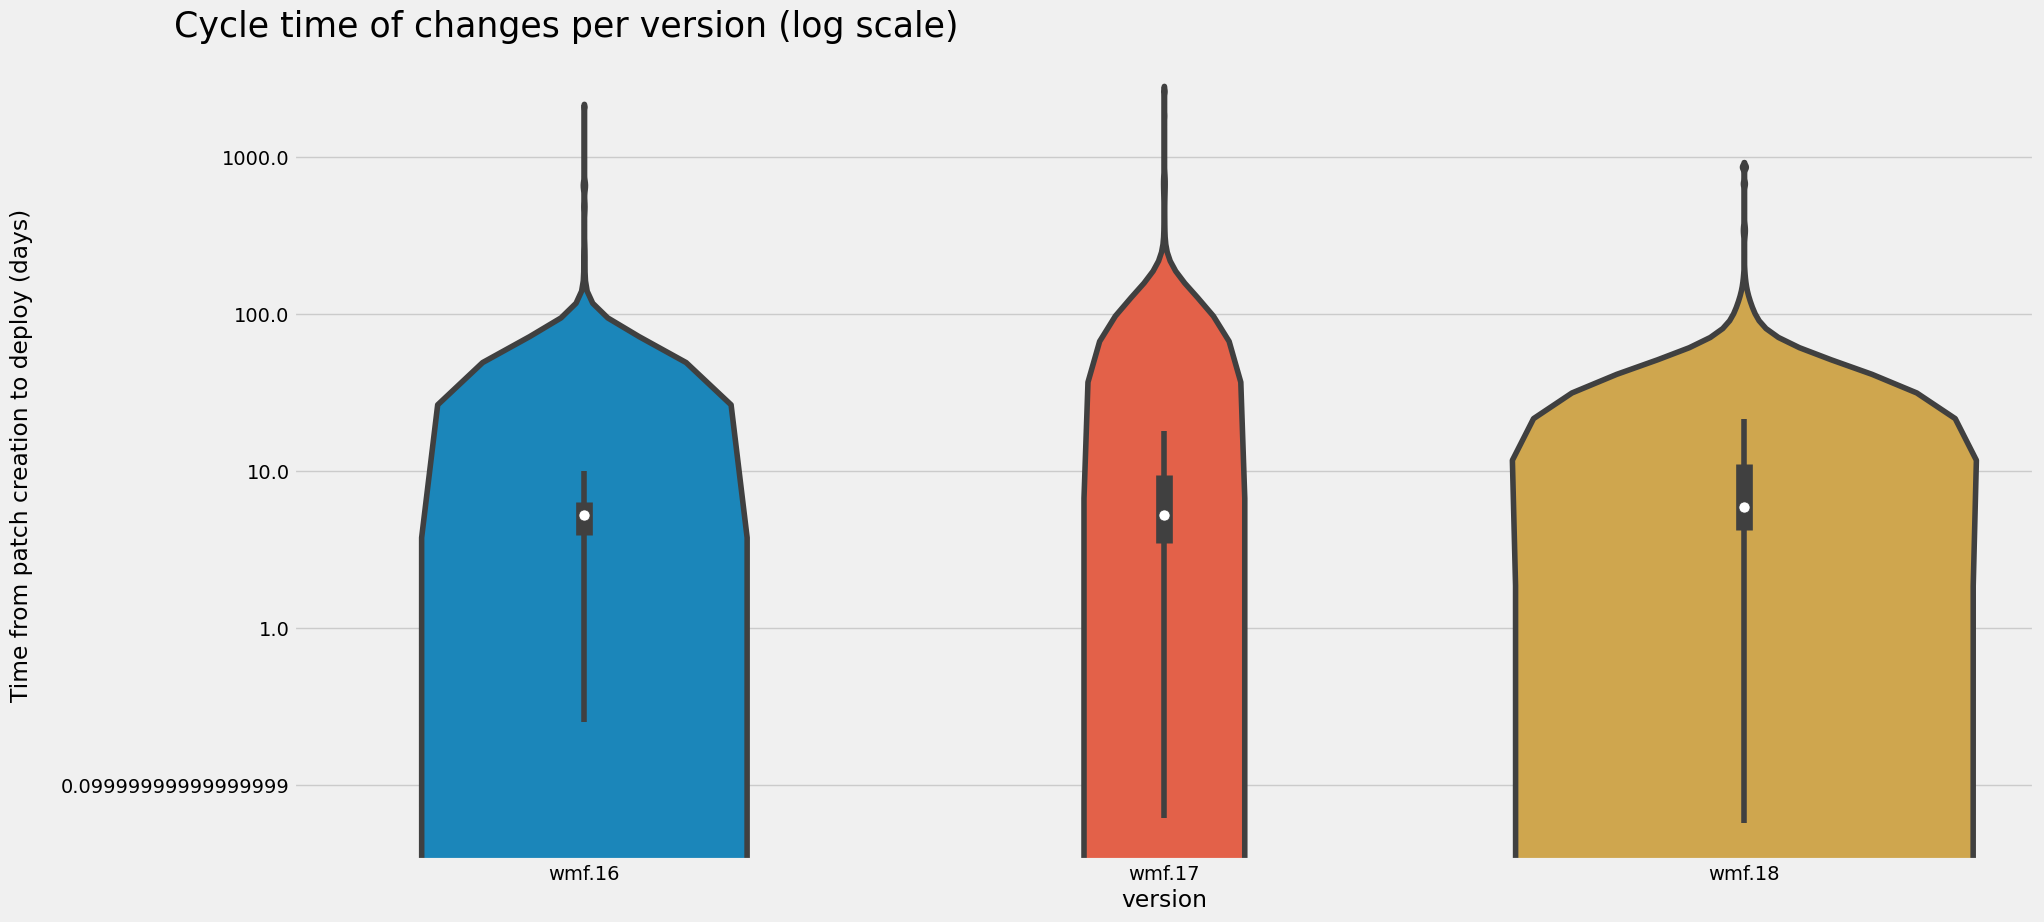 Cycle time of changes per version (log scale)
Time from patch creation to deploy (days)
1000.0
100.0
10.0
1.0
0.09999999999999999
wmf.16
wmf.17
wmf.18
version